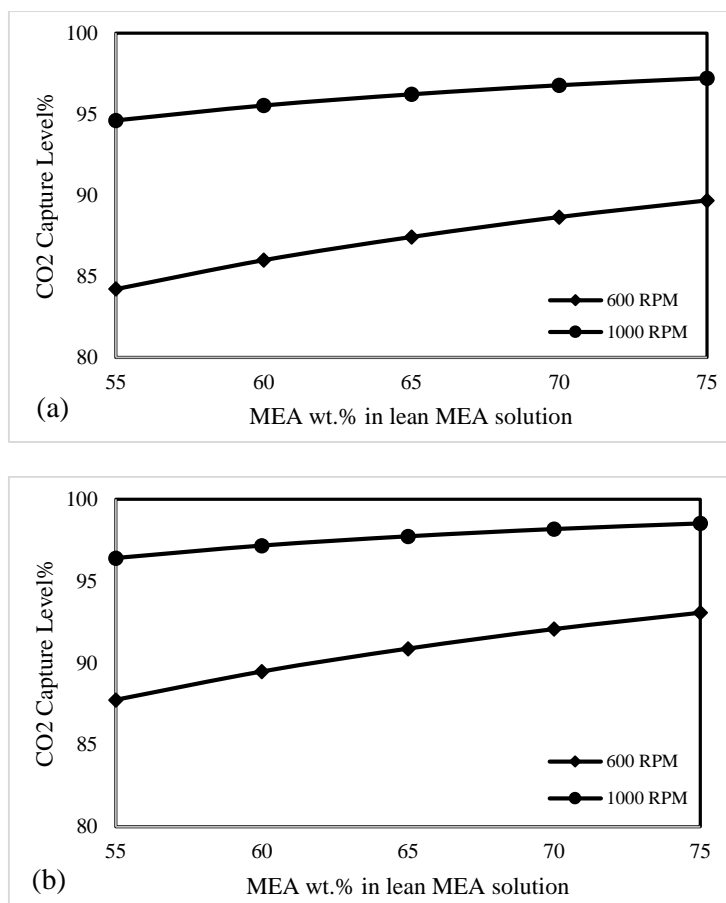 100
95
90
85
80
CO2 Capture Level%
55 60 65 70 75
MEA wt.% in lean MEA solution
600 RPM
1000 RPM
(a)
100
95
90
85
80
CO2 Capture Level%
55 60 65 70 75
MEA wt.% in lean MEA solution
600 RPM
1000 RPM
(b)